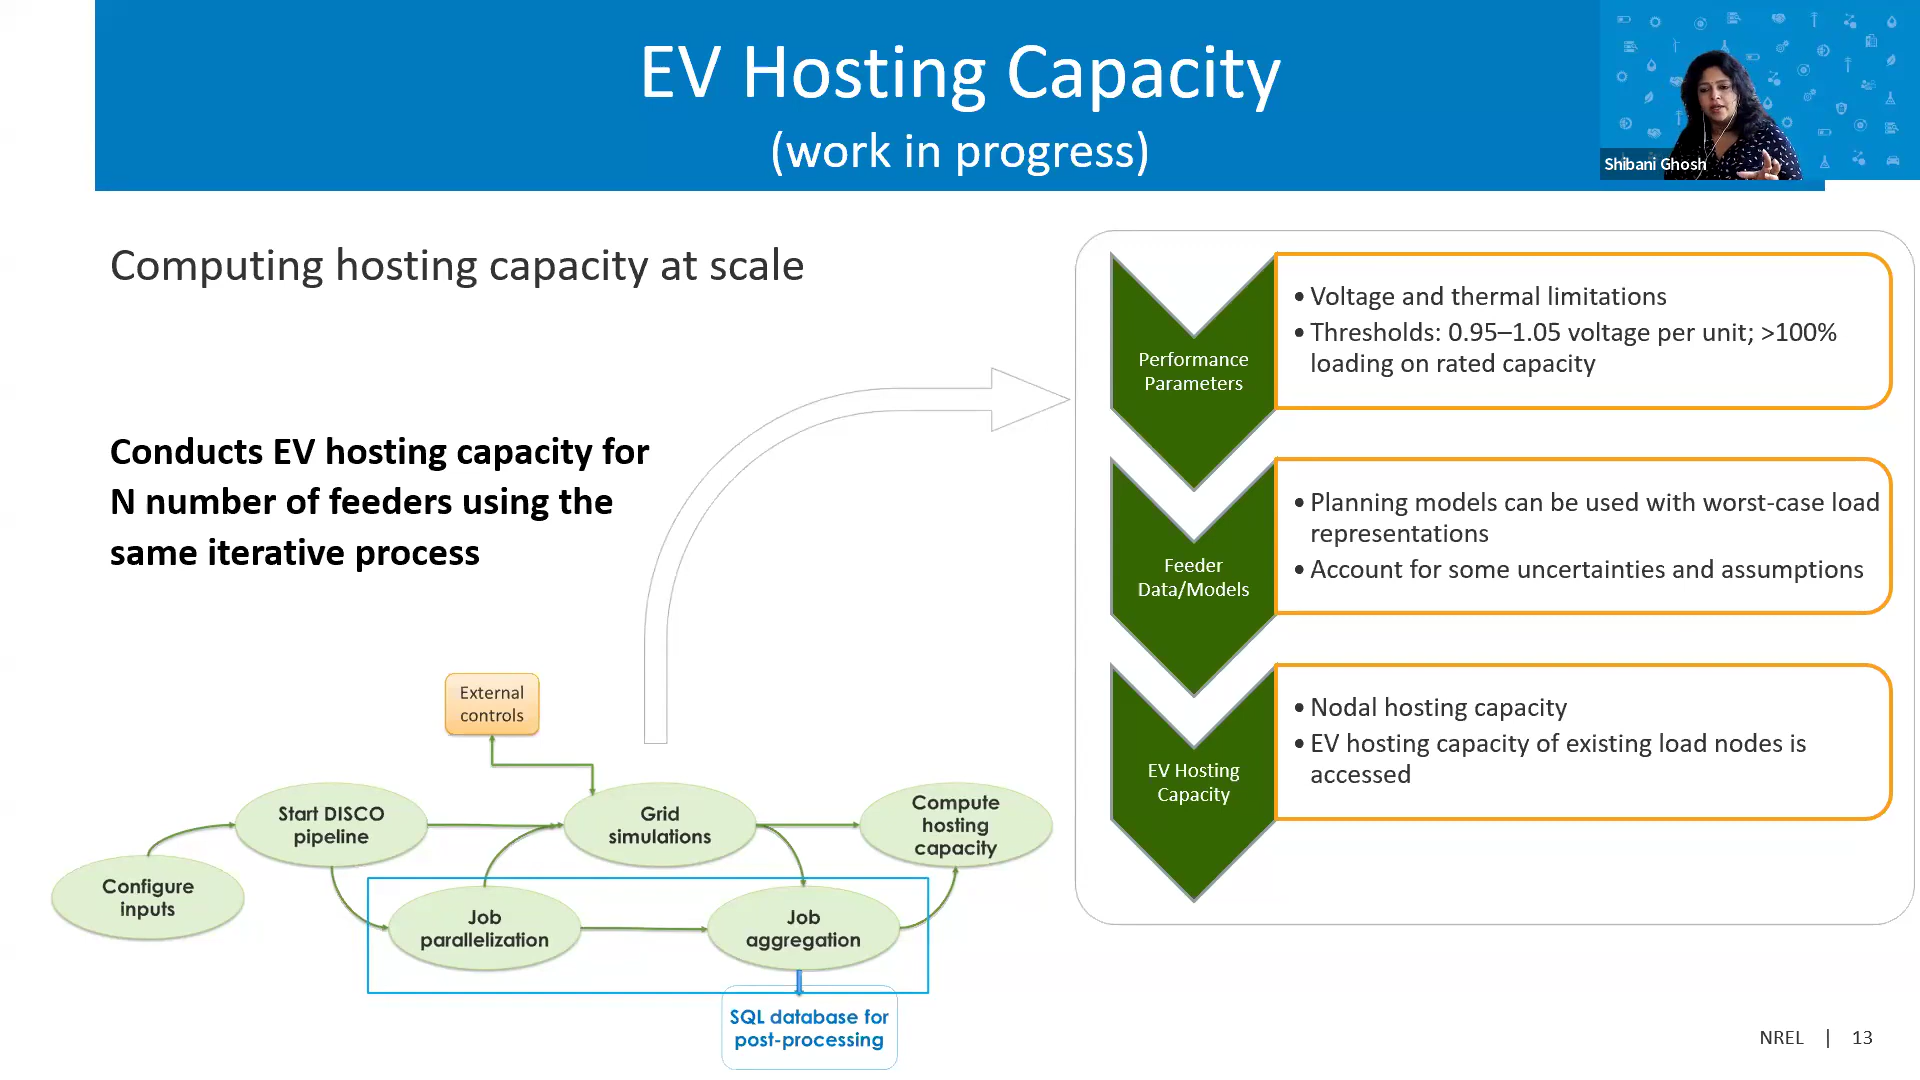 EV Hosting Capacity
(work in progress)
Shibani Ghosh
Computing hosting capacity at scale
Conducts EV hosting capacity for
N number of feeders using the
same iterative process
External
controls
Start DISCO
pipeline
Grid
simulations
Compute
hosting
capacity
Configure
inputs
Job
parallelization
Job
aggregation
SQL database for
post-processing
Performance
Parameters
• Voltage and thermal limitations
• Thresholds: 0.95–1.05 voltage per unit; >100%
loading on rated capacity
Feeder
Data/Models
• Planning models can be used with worst-case load
representations
• Account for some uncertainties and assumptions
EV Hosting
Capacity
• Nodal hosting capacity
• EV hosting capacity of existing load nodes is
accessed
NREL | 13